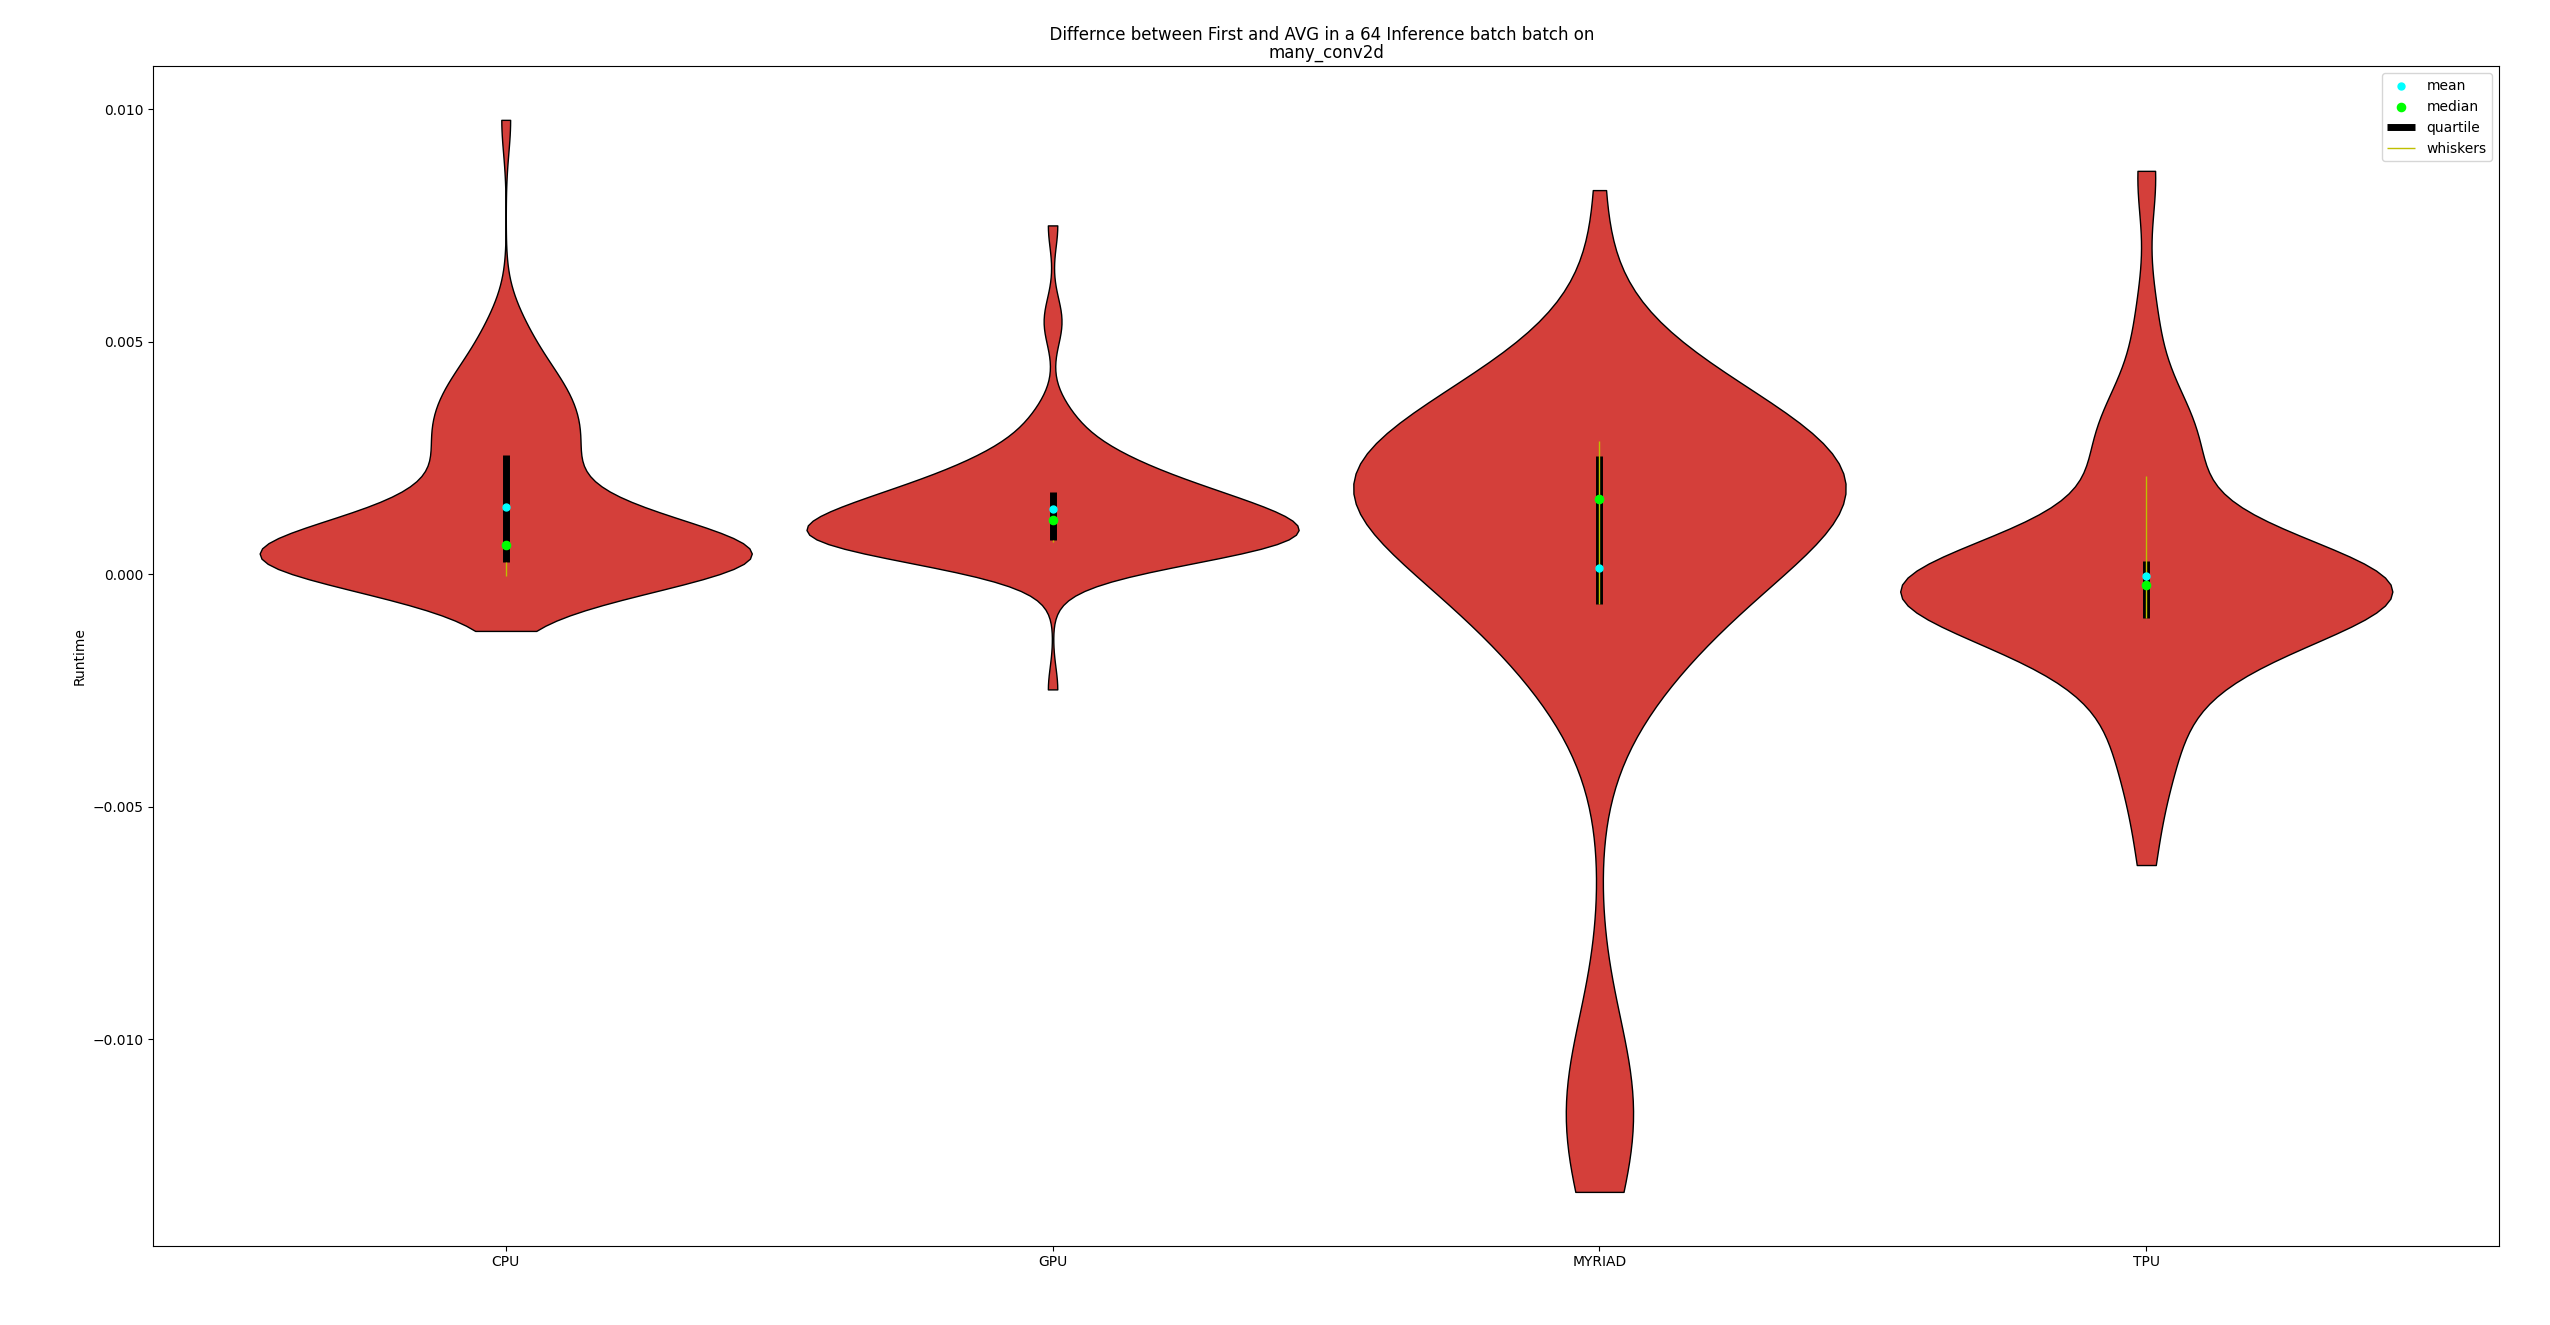 Differnce between First and AVG in a 64 Inference batch batch on
many_conv2d
mean
median
quartile
whiskers
0.010
0.005
0.000
−0.005
−0.010
Runtime
CPU
GPU
MYRIAD
TPU